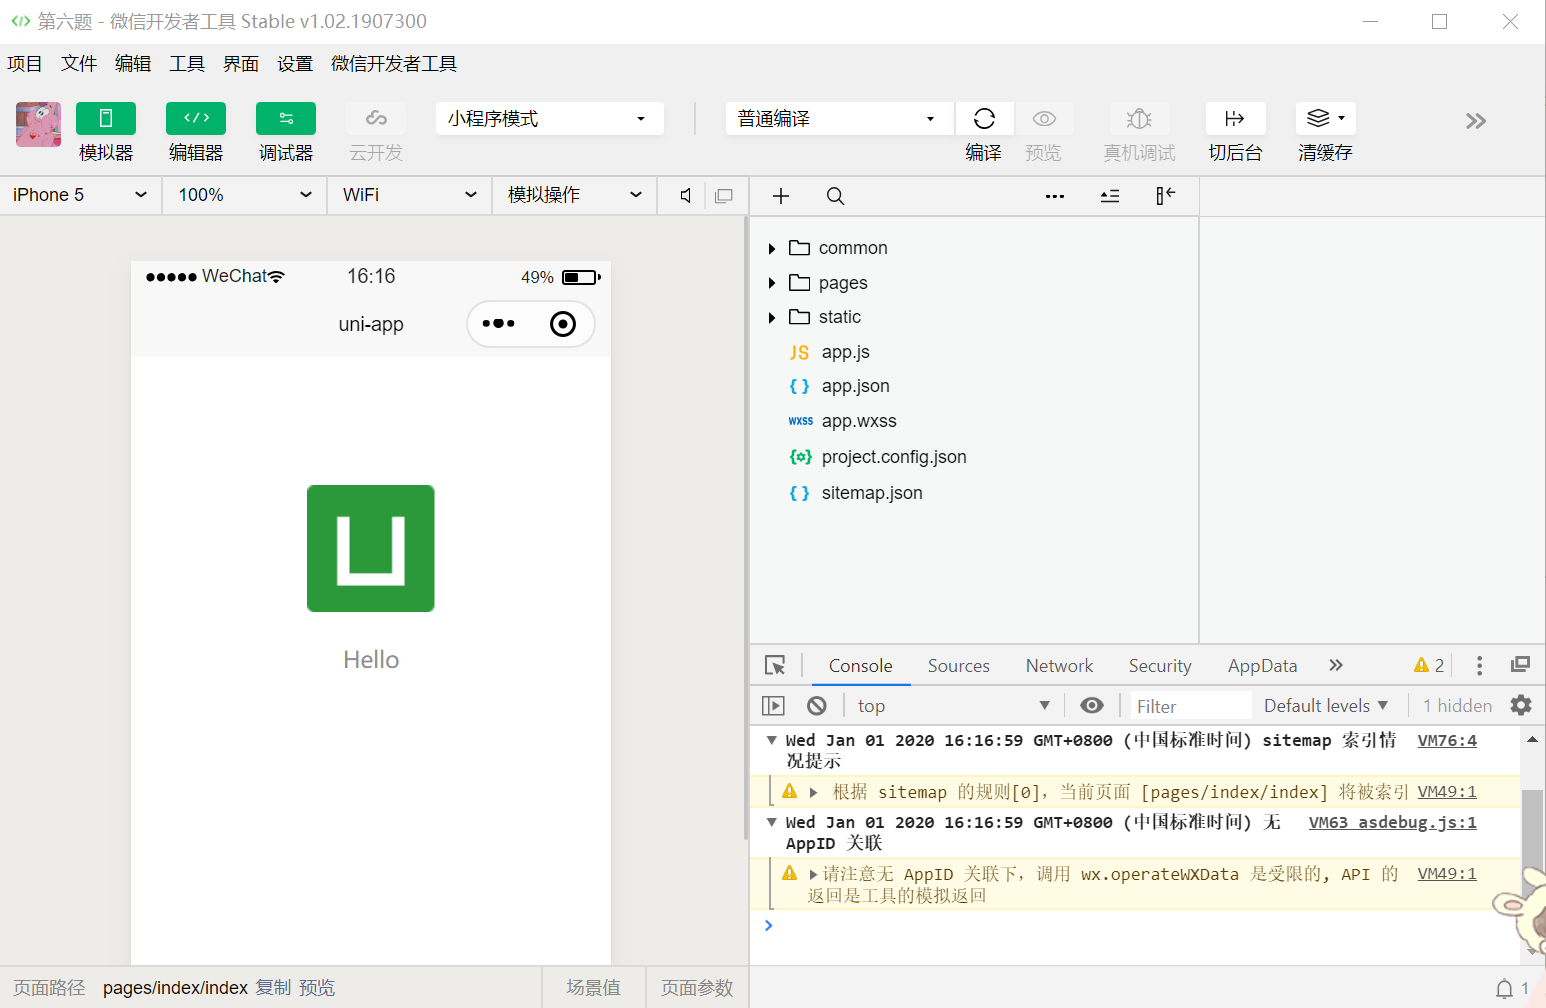 第六题 - 微信开发者工具 Stable v1.02.1907300
项目 文件 编辑 工具 界面 设置 微信开发者工具
小程序模式 普通编译
模拟器 编辑器 调试器 云开发 编译 预览 真机调试 切后台 清缓存
iPhone 5 100% WiFi 模拟操作
WeChat 16:16 49%
uni-app
Hello
common
pages
static
JS app.js
{ } app.json
wxss app.wxss
project.config.json
{ } sitemap.json
Console Sources Network Security AppData 2
top Filter Default levels 1 hidden
Wed Jan 01 2020 16:16:59 GMT+0800 (中国标准时间) sitemap 索引情 VM76:4
况提示
根据 sitemap 的规则[0], 当前页面 [pages/index/index] 将被索引 VM49:1
Wed Jan 01 2020 16:16:59 GMT+0800 (中国标准时间) 无 VM63 asdebug.js:1
AppID 关联
请注意无 AppID 关联下, 调用 wx.operateWXData 是受限的, API 的 VM49:1
返回是工具的模拟返回
页面路径 pages/index/index 复制 预览 场景值 页面参数 1